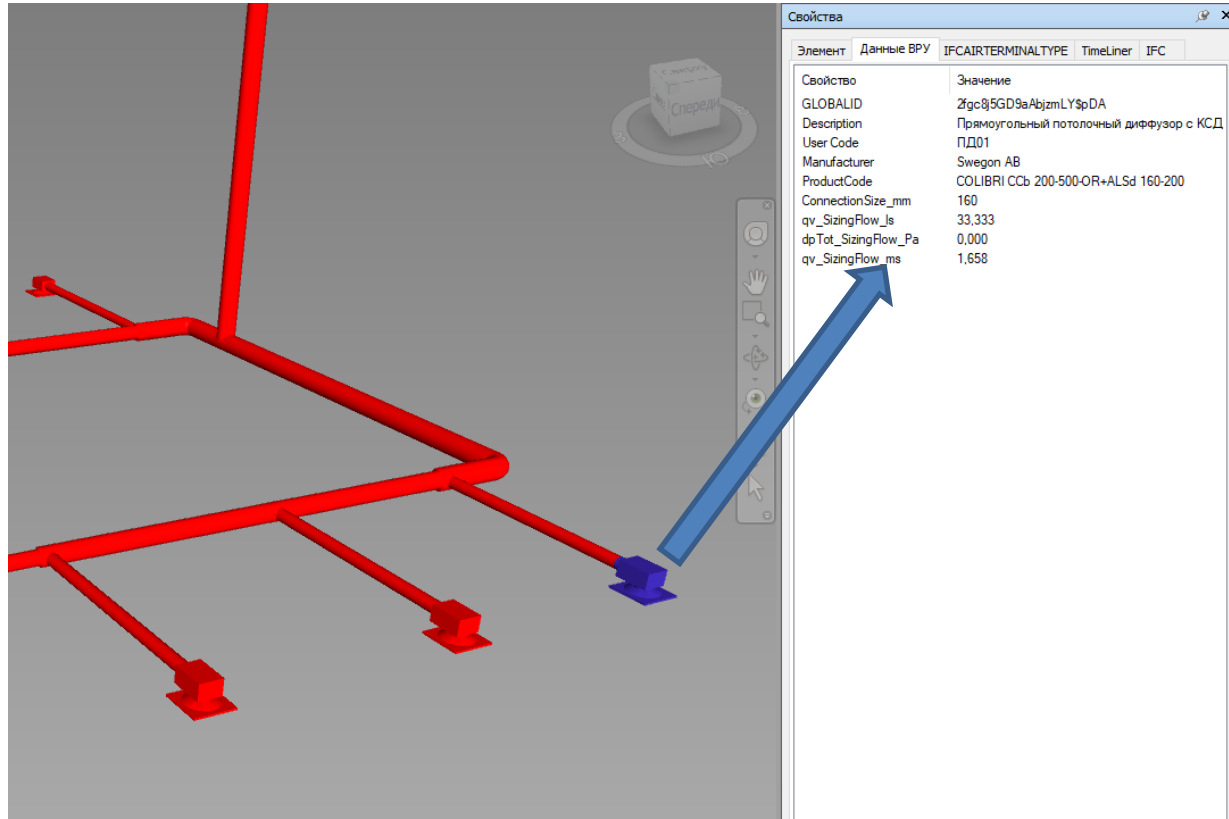 Свойства
Элемент Данные ВРУ IFCAIRTERMINALTYPE TimeLiner IFC
Свойство Значение
GLOBALID 2fgc8j5GD9aAbjzmLY$pDA
Description Прямоугольный потолочный диффузор с КСД
User Code ПД01
Manufacturer Swegon AB
ProductCode COLIBRI CCb 200-500-OR+ALSd 160-200
ConnectionSize_mm 160
qv_SizingFlow_ls 33,333
dpTot_SizingFlow_Pa 0,000
qv_SizingFlow_ms 1,658
Сверху
Спереди
Ю